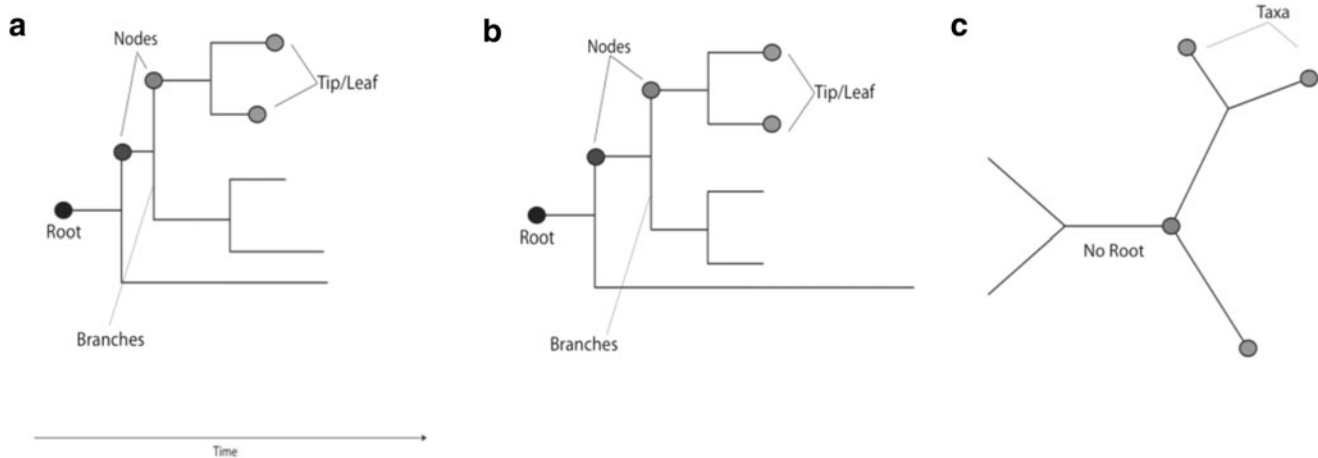 a
Nodes
Tip/Leaf
Root
Branches
Time
b
Nodes
Tip/Leaf
Root
Branches
c
Taxa
No Root